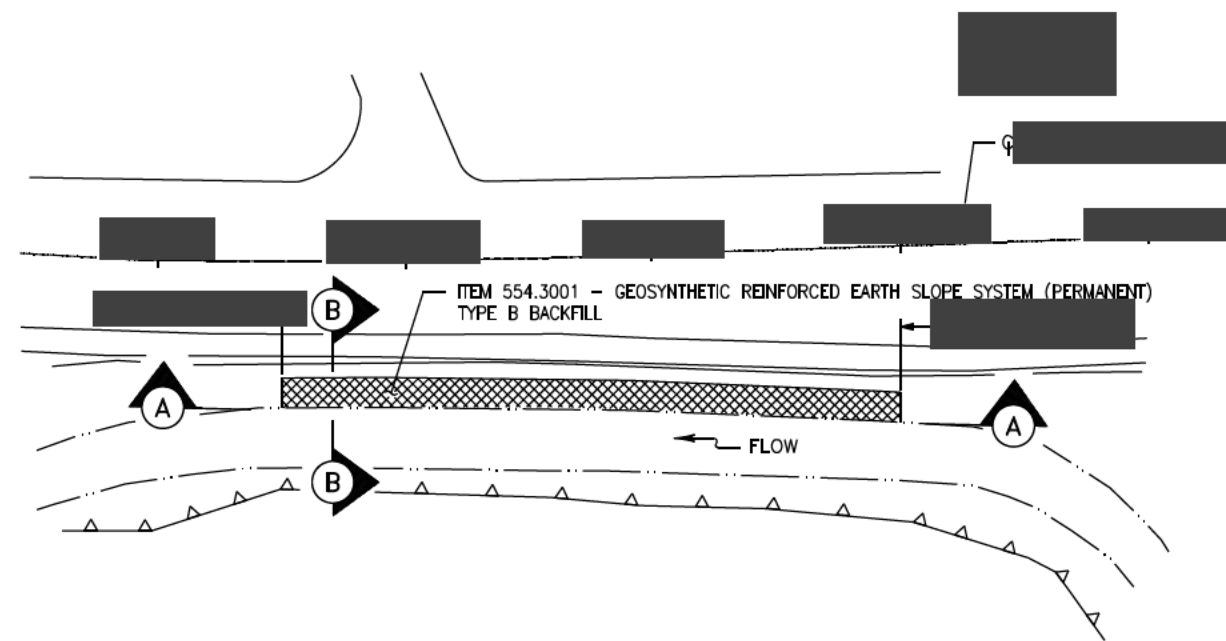 ITEM 554.3001 - GEOSYNTHETIC REINFORCED EARTH SLOPE SYSTEM (PERMANENT)
TYPE B BACKFILL
B
A
A
FLOW
B